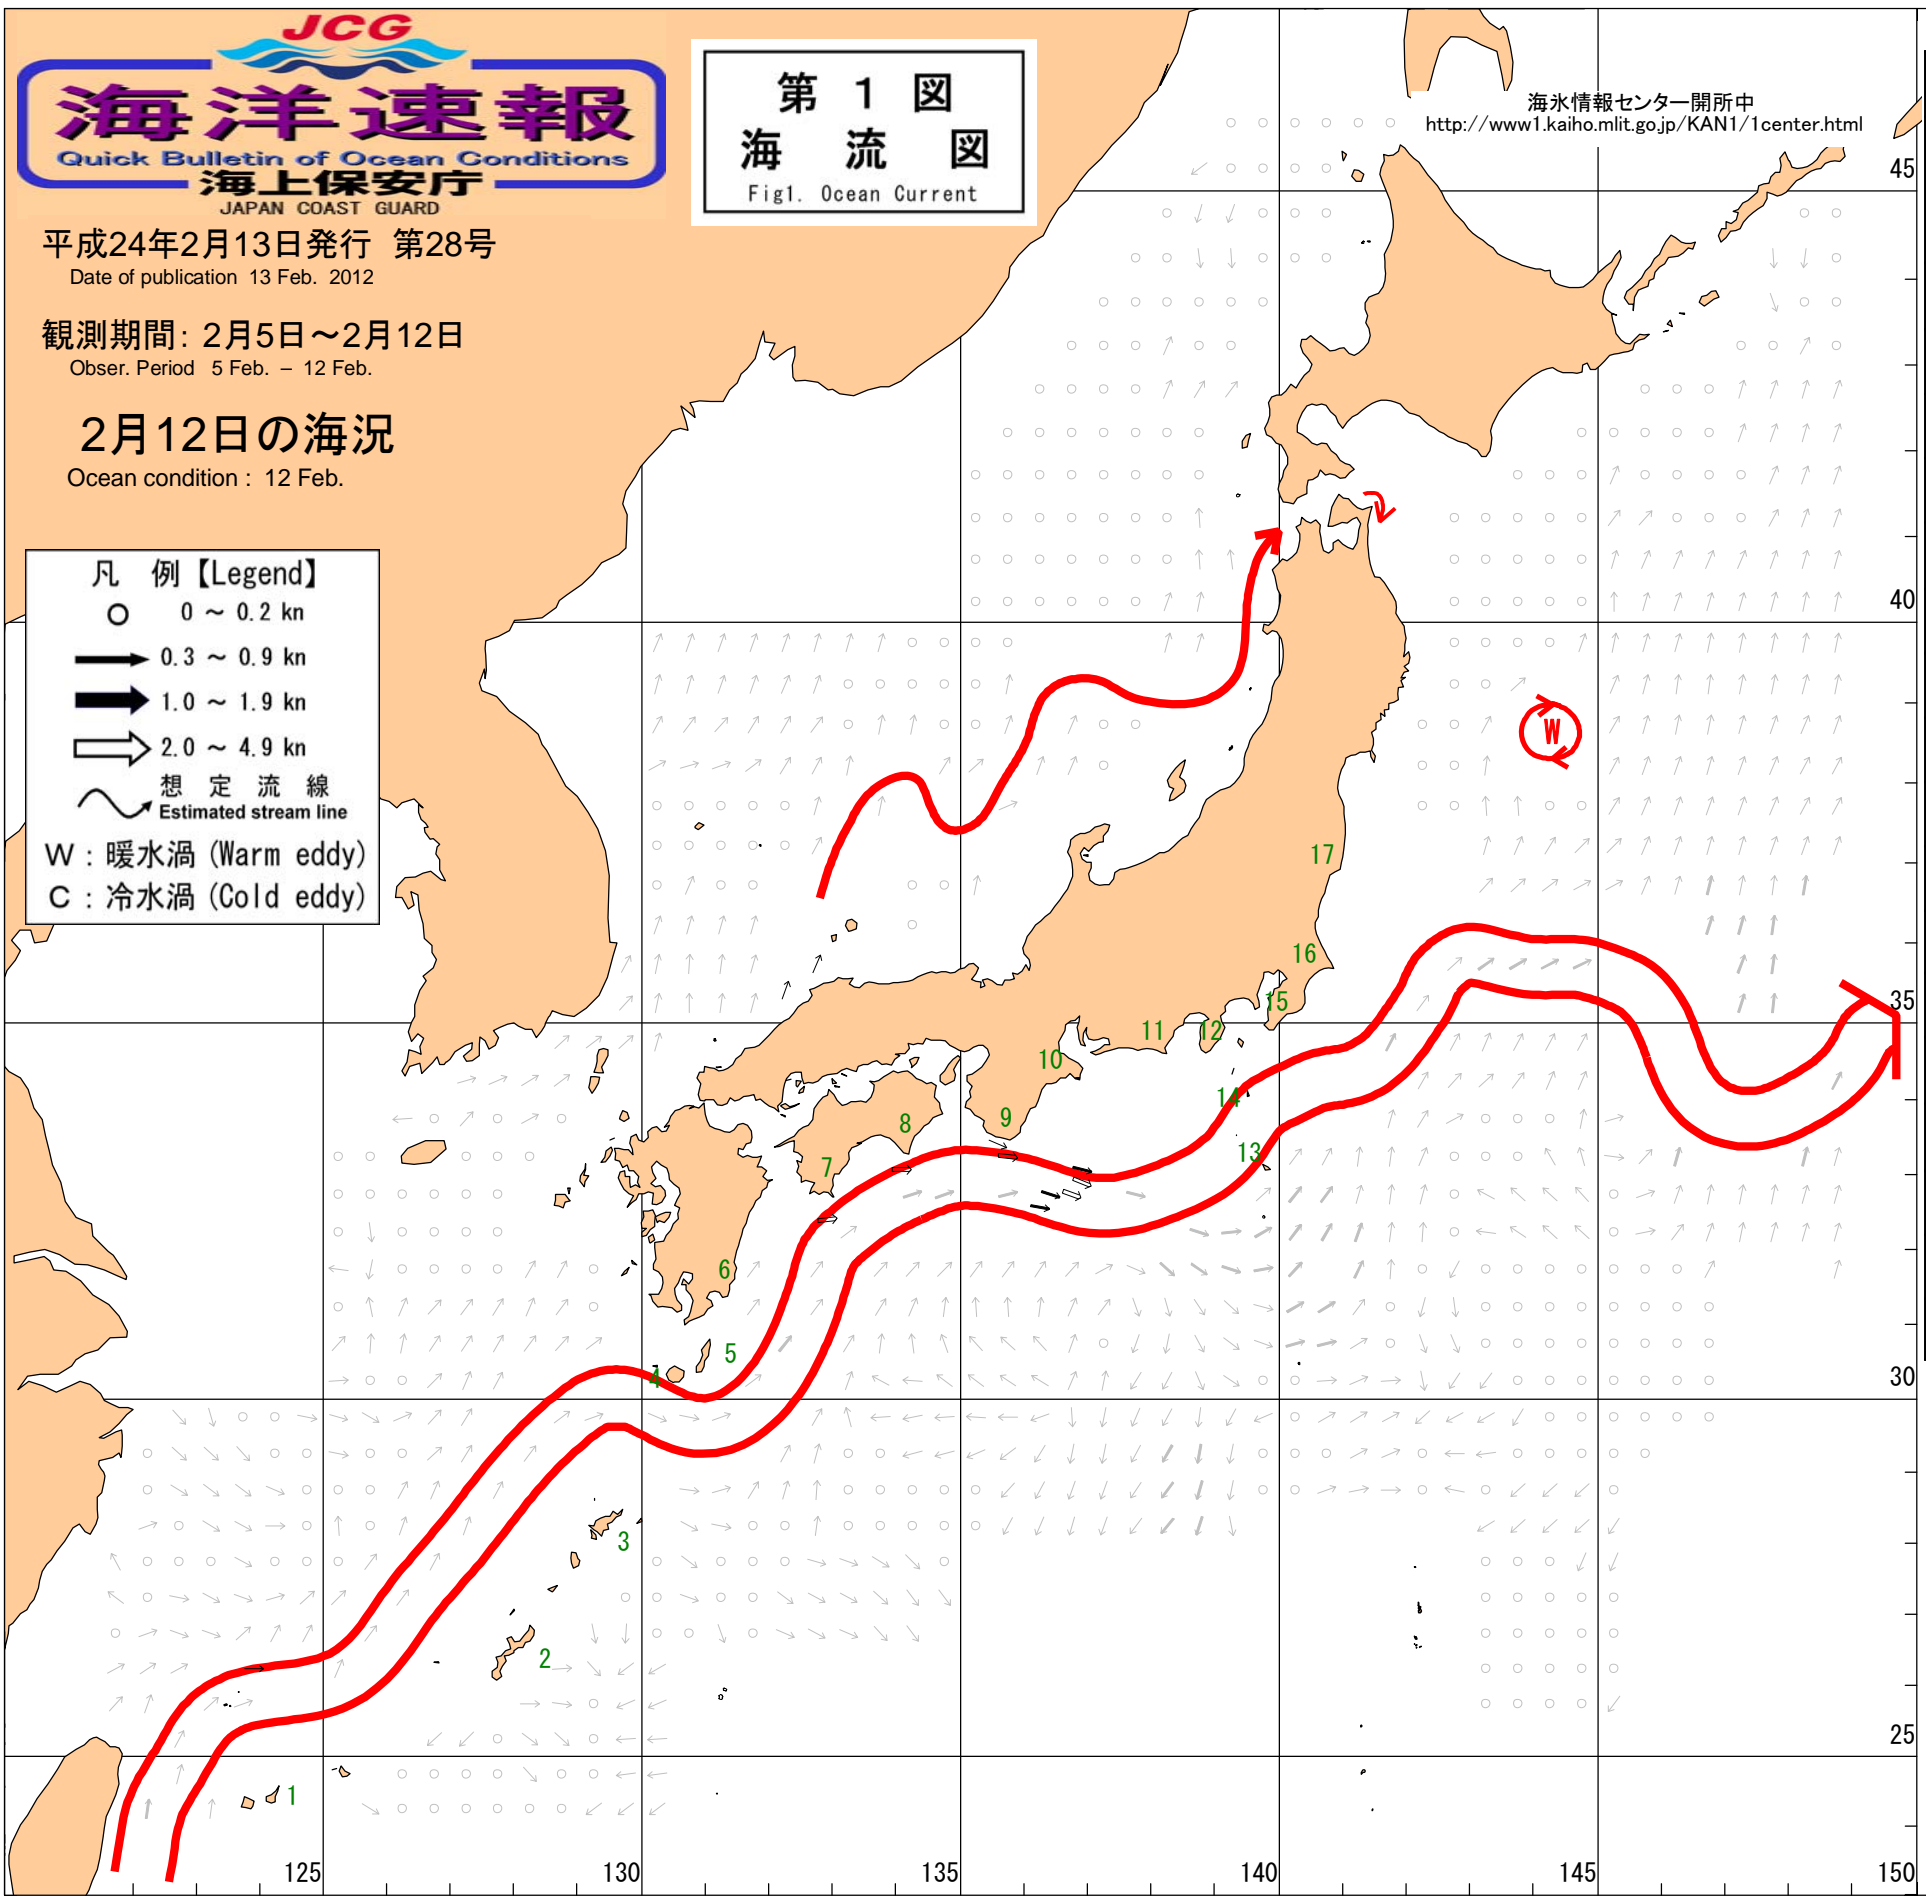 JCG
海洋速報
Quick Bulletin of Ocean Conditions
海上保安庁
JAPAN COAST GUARD
第 1 図
海 流 図
Fig1. Ocean Current
海氷情報センター開所中
http://www1.kaiho.mlit.go.jp/KAN1/1center.html
平成24年2月13日発行 第28号
Date of publication 13 Feb. 2012
観測期間: 2月5日～2月12日
Obser. Period 5 Feb. – 12 Feb.
2月12日の海況
Ocean condition : 12 Feb.
凡 例【Legend】
0 ～ 0.2 kn
0.3 ～ 0.9 kn
1.0 ～ 1.9 kn
2.0 ～ 4.9 kn
想 定 流 線
Estimated stream line
W : 暖水渦 (Warm eddy)
C : 冷水渦 (Cold eddy)
45
40
W
17
16
35
15
11
12
10
14
9
8
13
7
6
5
4
30
3
2
25
1
125
130
135
140
145
150